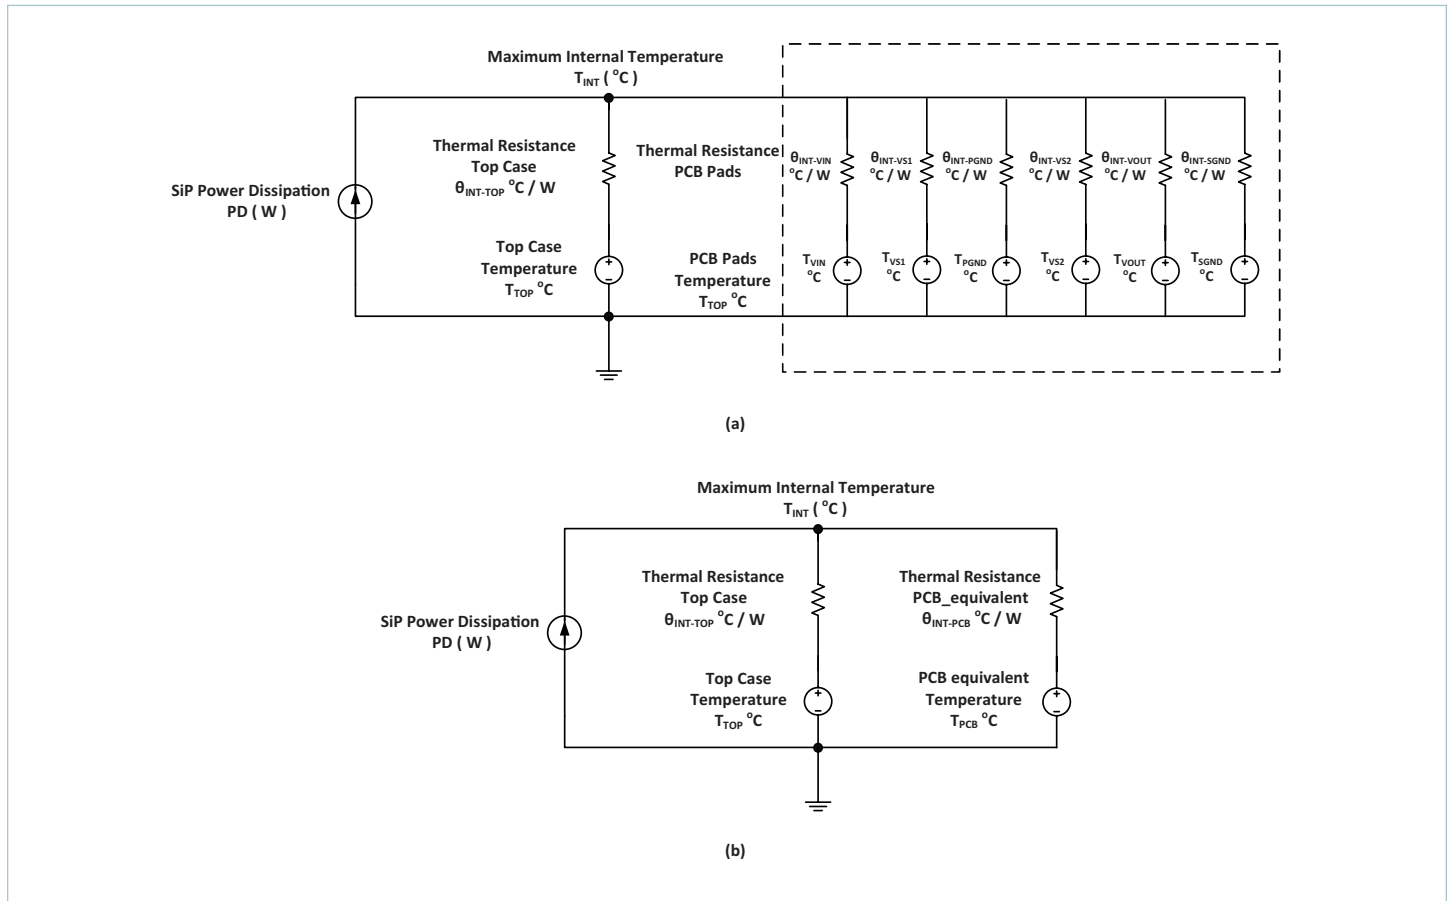 Maximum Internal Temperature
T_INT ( °C )
Thermal Resistance
Top Case
θ_INT-TOP °C / W
Thermal Resistance
PCB Pads
θ_INT-VIN
°C / W
θ_INT-VS1
°C / W
θ_INT-PGND
°C / W
θ_INT-VS2
°C / W
θ_INT-VOUT
°C / W
θ_INT-SGND
°C / W
SiP Power Dissipation
PD ( W )
Top Case
Temperature
T_TOP °C
PCB Pads
Temperature
T_TOP °C
T_VIN
°C
T_VS1
°C
T_PGND
°C
T_VS2
°C
T_VOUT
°C
T_SGND
°C
(a)
Maximum Internal Temperature
T_INT ( °C )
Thermal Resistance
Top Case
θ_INT-TOP °C / W
Thermal Resistance
PCB_equivalent
θ_INT-PCB °C / W
SiP Power Dissipation
PD ( W )
Top Case
Temperature
T_TOP °C
PCB equivalent
Temperature
T_PCB °C
(b)